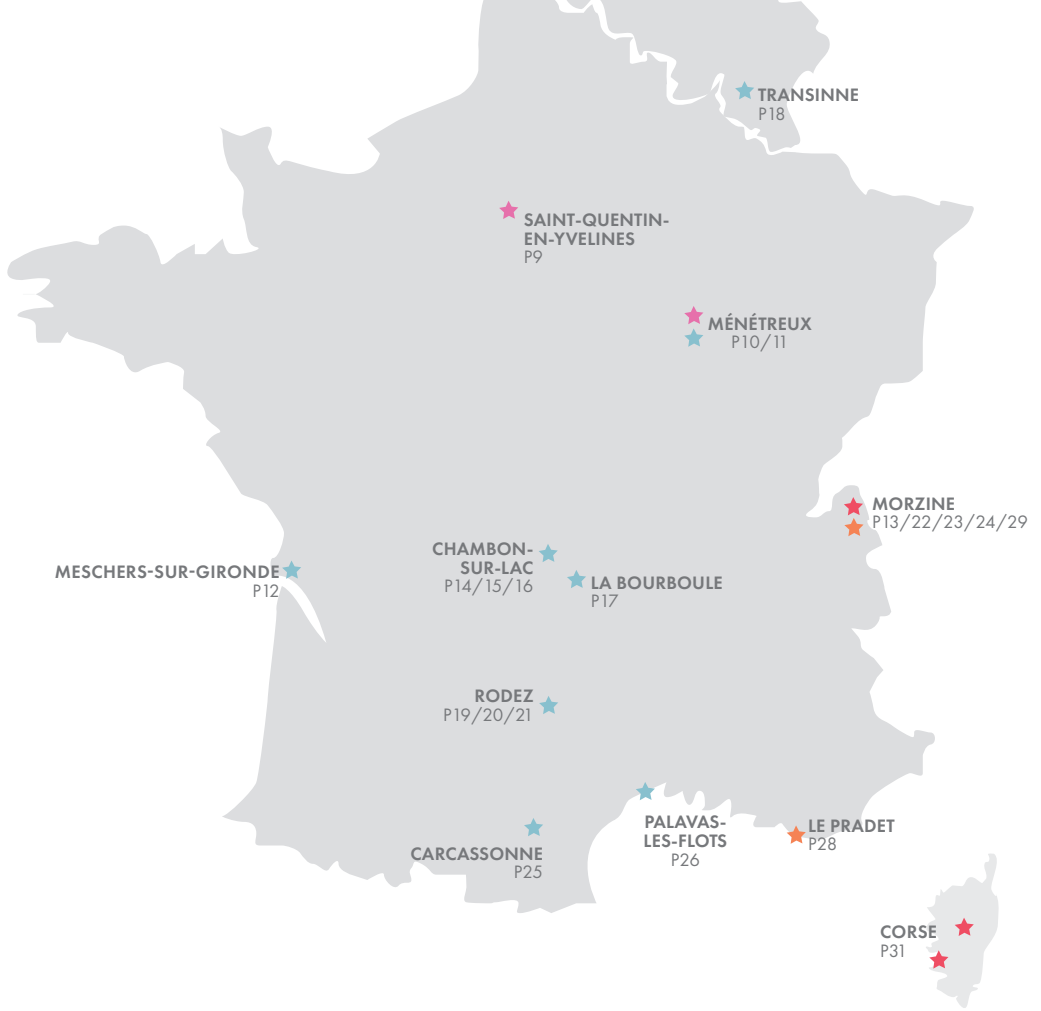 TRANSINNE
P18
SAINT-QUENTIN-
EN-YVELINES
P9
MÉNÉTREUX
P10/11
MORZINE
P13/22/23/24/29
CHAMBON-
SUR-LAC
P14/15/16
MESCHERS-SUR-GIRONDE
P12
LA BOURBOULE
P17
RODEZ
P19/20/21
PALAVAS-
LES-FLOTS
P26
LE PRADET
P28
CARCASSONNE
P25
CORSE
P31